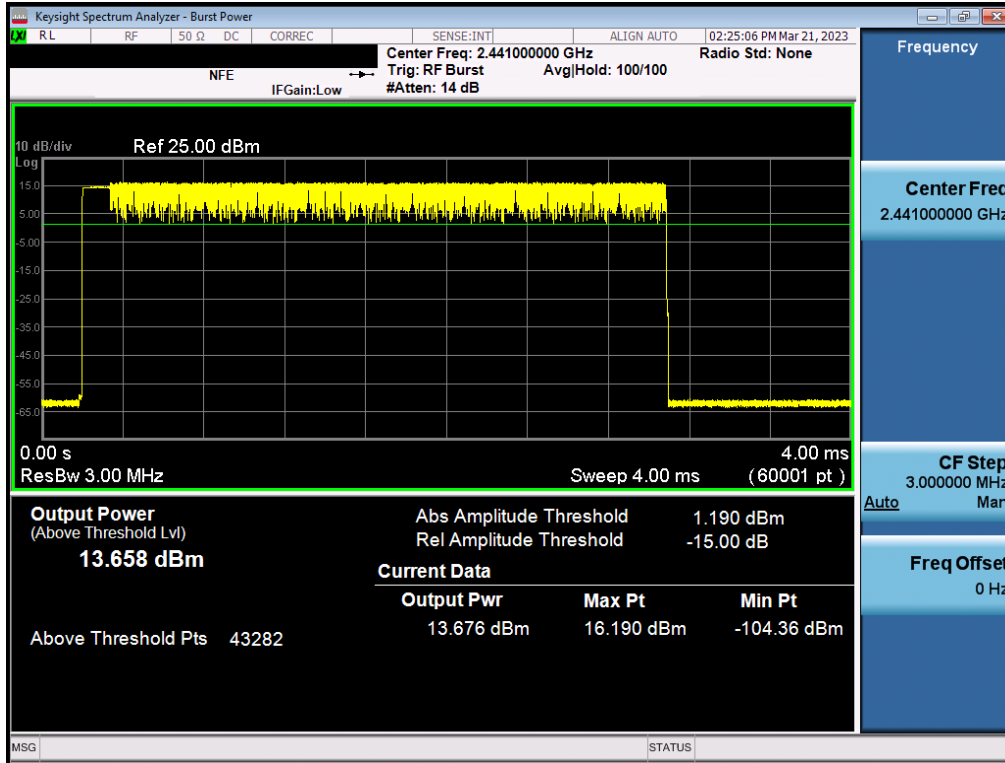 Keysight Spectrum Analyzer - Burst Power
LXI RL RF 50 Ω DC CORREC SENSE:INT ALIGN AUTO 02:25:06 PM Mar 21, 2023
Center Freq: 2.441000000 GHz Radio Std: None
NFE Trig: RF Burst Avg|Hold: 100/100
IFGain:Low #Atten: 14 dB
Frequency
10 dB/div Ref 25.00 dBm
Log
15.0
5.00
-5.00
-15.0
-25.0
-35.0
-45.0
-55.0
-65.0
0.00 s 4.00 ms
ResBw 3.00 MHz Sweep 4.00 ms (60001 pt )
Center Freq
2.441000000 GHz
CF Step
3.000000 MHz
Auto Man
Freq Offset
0 Hz
Output Power
(Above Threshold Lvl)
13.658 dBm
Above Threshold Pts 43282
Abs Amplitude Threshold 1.190 dBm
Rel Amplitude Threshold -15.00 dB
Current Data
Output Pwr Max Pt Min Pt
13.676 dBm 16.190 dBm -104.36 dBm
MSG STATUS